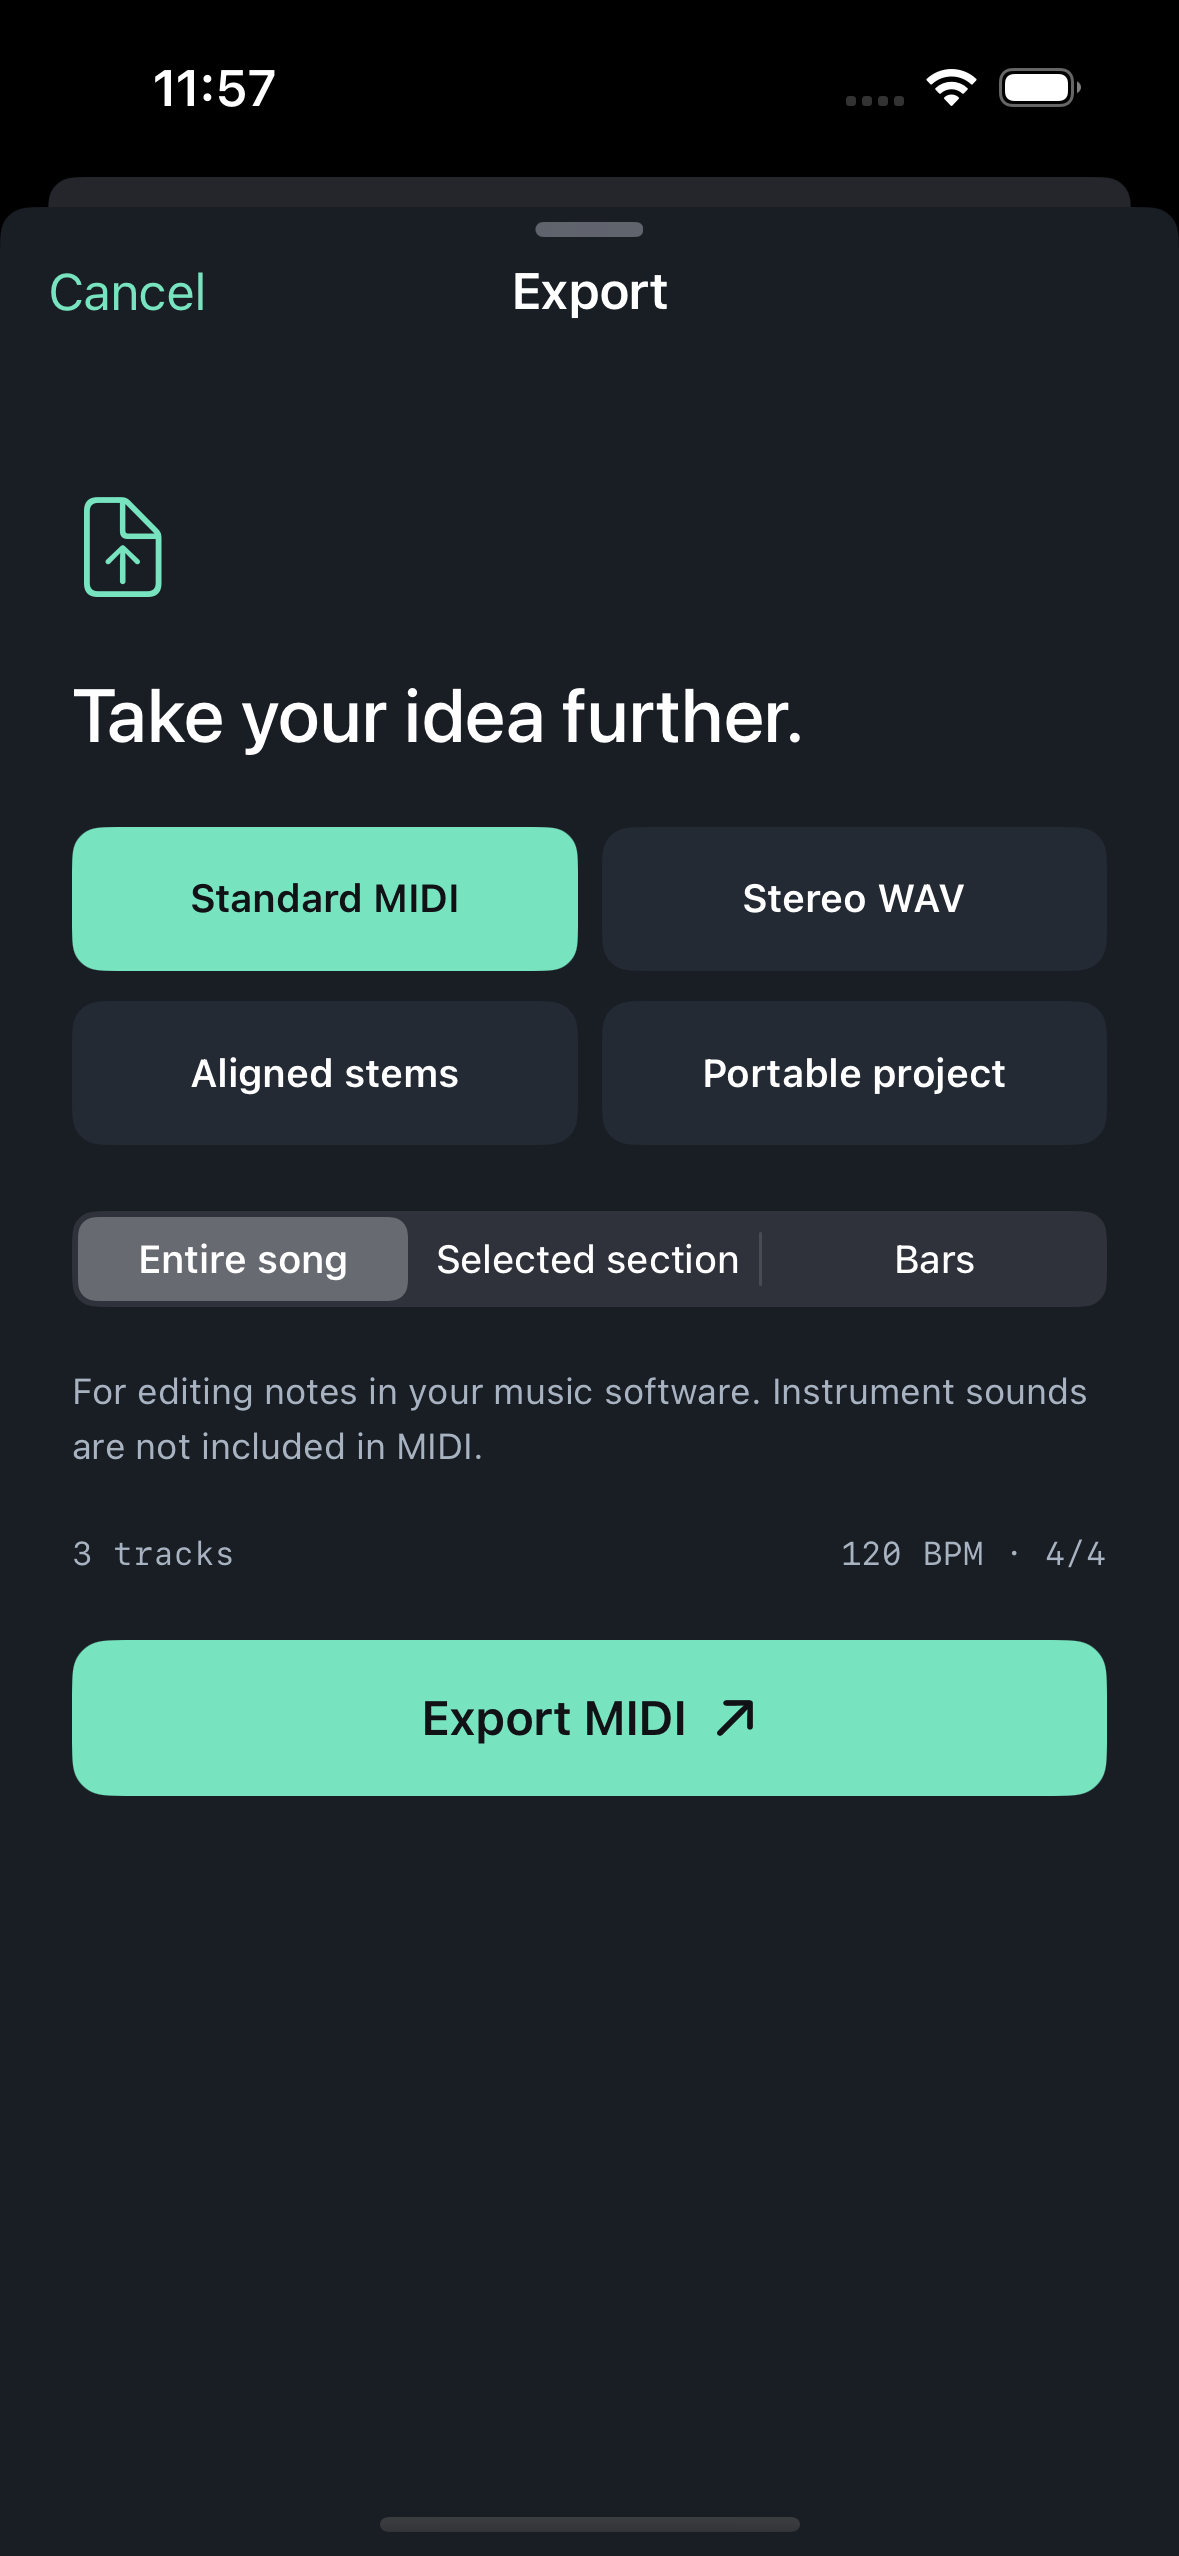 11:57
Cancel
Export
Take your idea further.
Standard MIDI
Stereo WAV
Aligned stems
Portable project
Entire song
Selected section
Bars
For editing notes in your music software. Instrument sounds
are not included in MIDI.
3 tracks
120 BPM · 4/4
Export MIDI